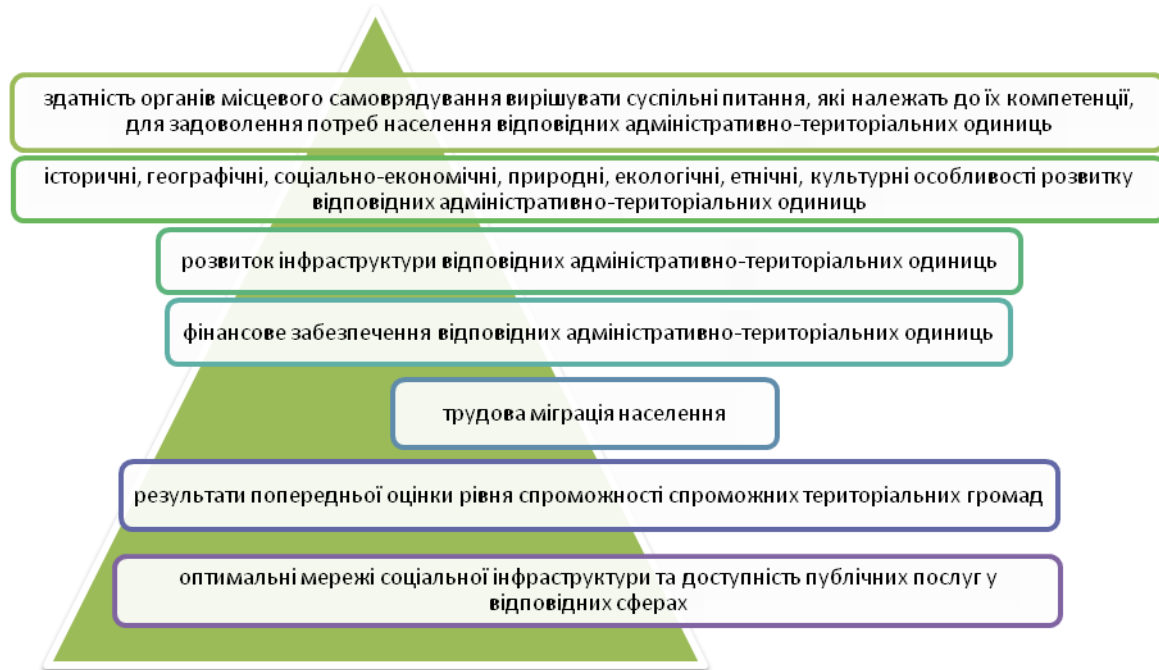 здатність органів місцевого самоврядування вирішувати суспільні питання, які належать до їх компетенції,
для задоволення потреб населення відповідних адміністративно-територіальних одиниць
історичні, географічні, соціально-економічні, природні, екологічні, етнічні, культурні особливості розвитку
відповідних адміністративно-територіальних одиниць
розвиток інфраструктури відповідних адміністративно-територіальних одиниць
фінансове забезпечення відповідних адміністративно-територіальних одиниць
трудова міграція населення
результати попередньої оцінки рівня спроможності спроможних територіальних громад
оптимальні мережі соціальної інфраструктури та доступність публічних послуг у
відповідних сферах